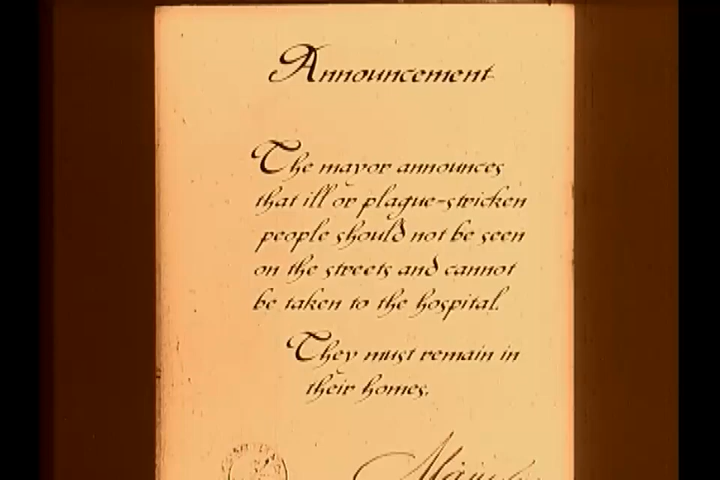 Announcement
The mayor announces
that ill or plague-stricken
people should not be seen
on the streets and cannot
be taken to the hospital.
They must remain in
their homes.